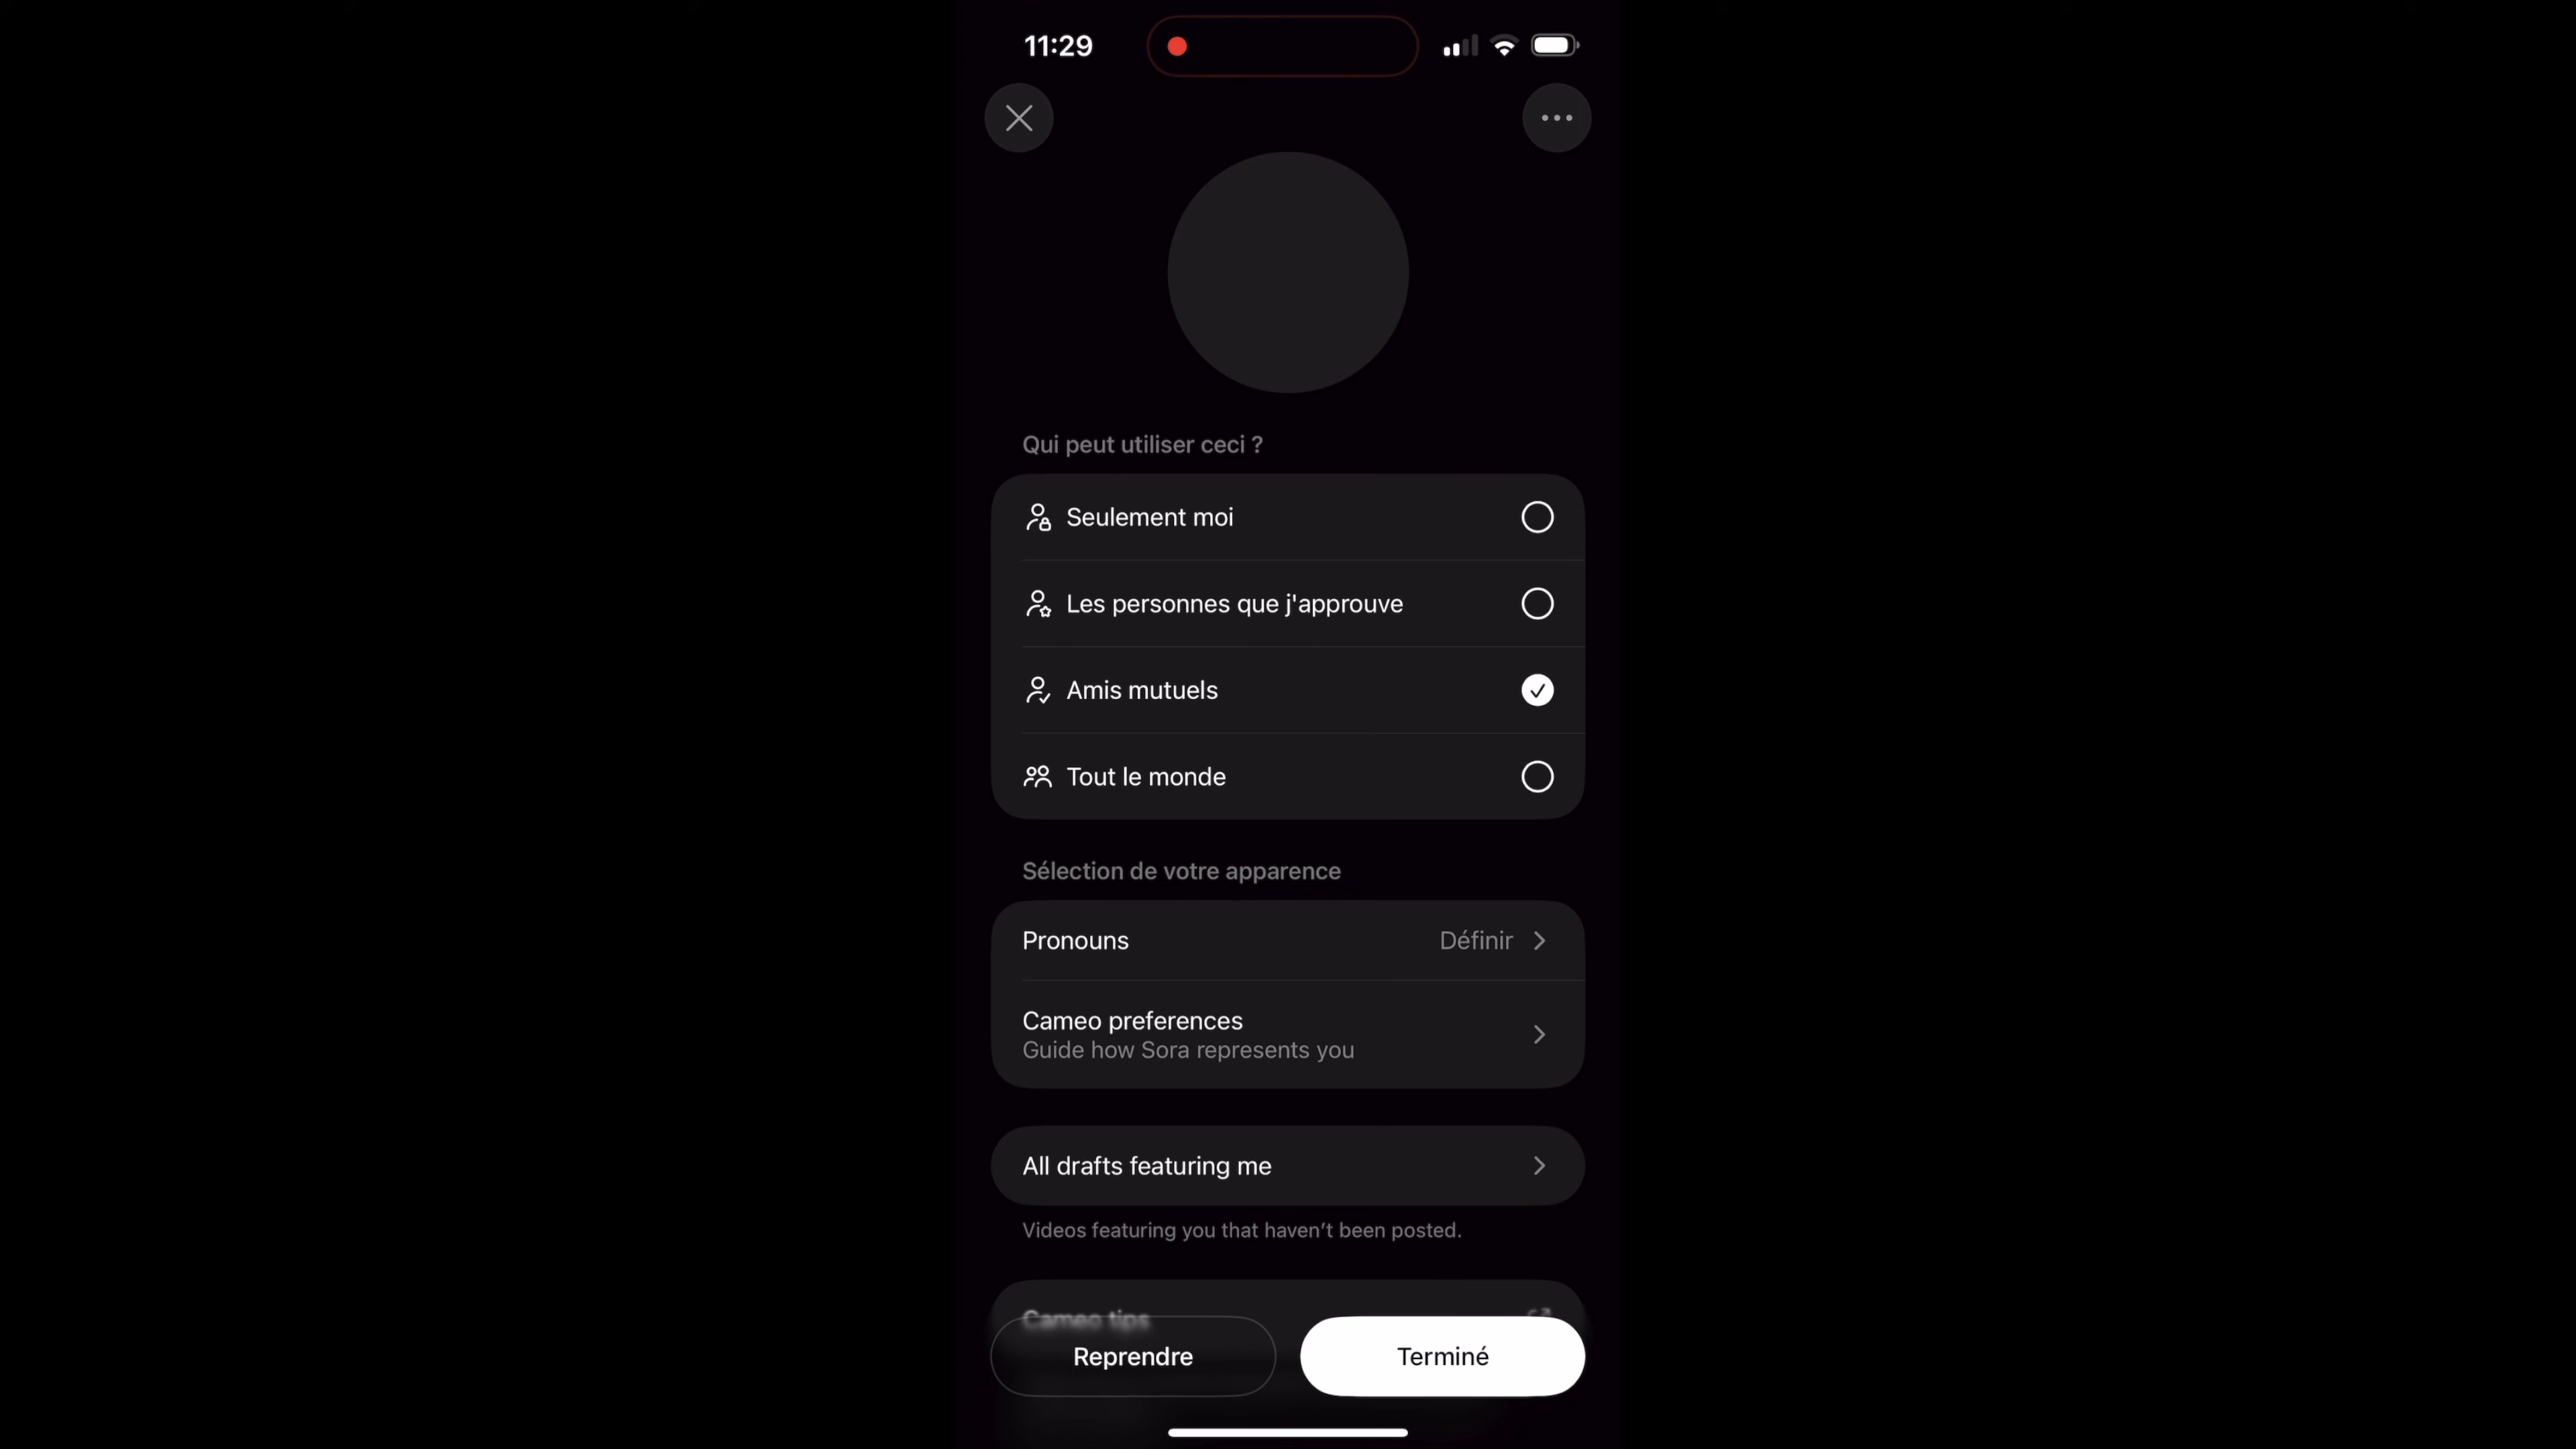 11:29
Qui peut utiliser ceci ?
Seulement moi
Les personnes que j'approuve
Amis mutuels
Tout le monde
Sélection de votre apparence
Pronouns Définir
Cameo preferences
Guide how Sora represents you
All drafts featuring me
Videos featuring you that haven’t been posted.
Cameo tips
Reprendre Terminé